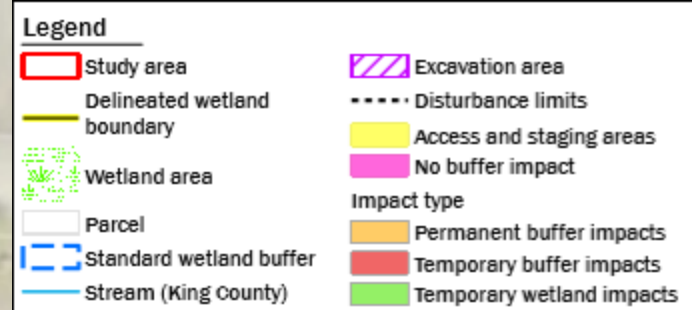 Legend
Study area
Delineated wetland
boundary
Wetland area
Parcel
Standard wetland buffer
Stream (King County)
Excavation area
Disturbance limits
Access and staging areas
No buffer impact
Impact type
Permanent buffer impacts
Temporary buffer impacts
Temporary wetland impacts